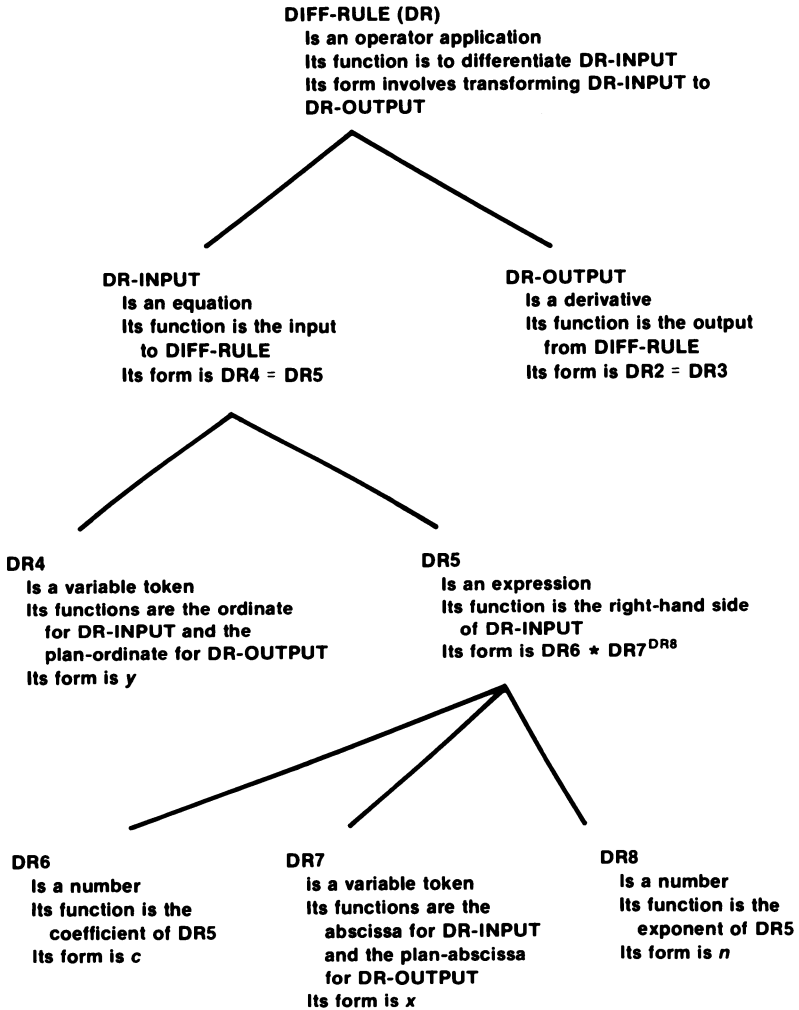 DIFF-RULE (DR)
Is an operator application
Its function is to differentiate DR-INPUT
Its form involves transforming DR-INPUT to
DR-OUTPUT
DR-INPUT
Is an equation
Its function is the input
to DIFF-RULE
Its form is DR4 = DR5
DR-OUTPUT
Is a derivative
Its function is the output
from DIFF-RULE
Its form is DR2 = DR3
DR4
Is a variable token
Its functions are the ordinate
for DR-INPUT and the
plan-ordinate for DR-OUTPUT
Its form is y
DR5
Is an expression
Its function is the right-hand side
of DR-INPUT
Its form is DR6 * DR7^DR8
DR6
Is a number
Its function is the
coefficient of DR5
Its form is c
DR7
is a variable token
Its functions are the
abscissa for DR-INPUT
and the plan-abscissa
for DR-OUTPUT
Its form is x
DR8
Is a number
Its function is the
exponent of DR5
Its form is n